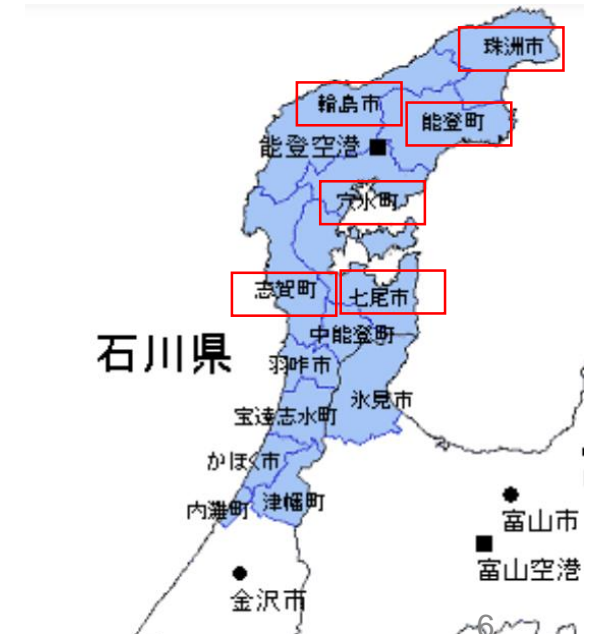 珠洲市
輪島市
能登町
能登空港
穴水町
志賀町
七尾市
中能登町
石川県
羽咋市
氷見市
宝達志水町
かほく市
内灘町
津幡町
富山市
富山空港
金沢市
6